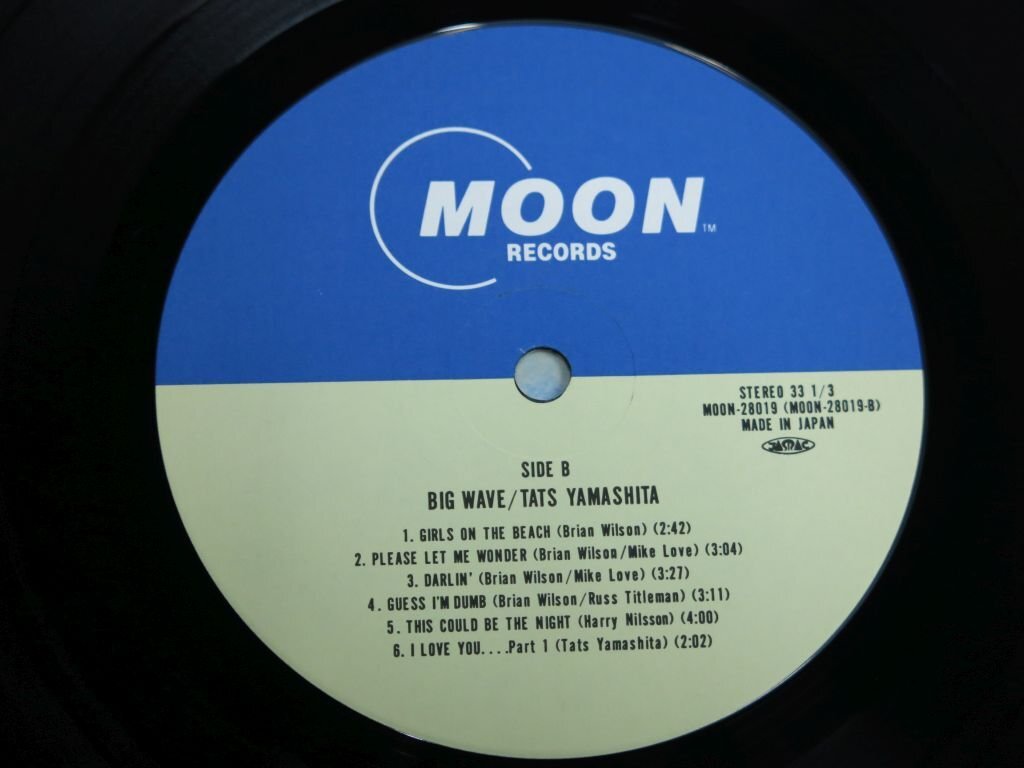 MOON TM
RECORDS
STEREO 33 1/3
MOON-28019 (MOON-28019-B)
MADE IN JAPAN
JASRAC
SIDE B
BIG WAVE/TATS YAMASHITA
1. GIRLS ON THE BEACH (Brian Wilson) (2:42)
2. PLEASE LET ME WONDER (Brian Wilson/Mike Love) (3:04)
3. DARLIN' (Brian Wilson/Mike Love) (3:27)
4. GUESS I'M DUMB (Brian Wilson/Russ Titleman) (3:11)
5. THIS COULD BE THE NIGHT (Harry Nilsson) (4:00)
6. I LOVE YOU....Part 1 (Tats Yamashita) (2:02)